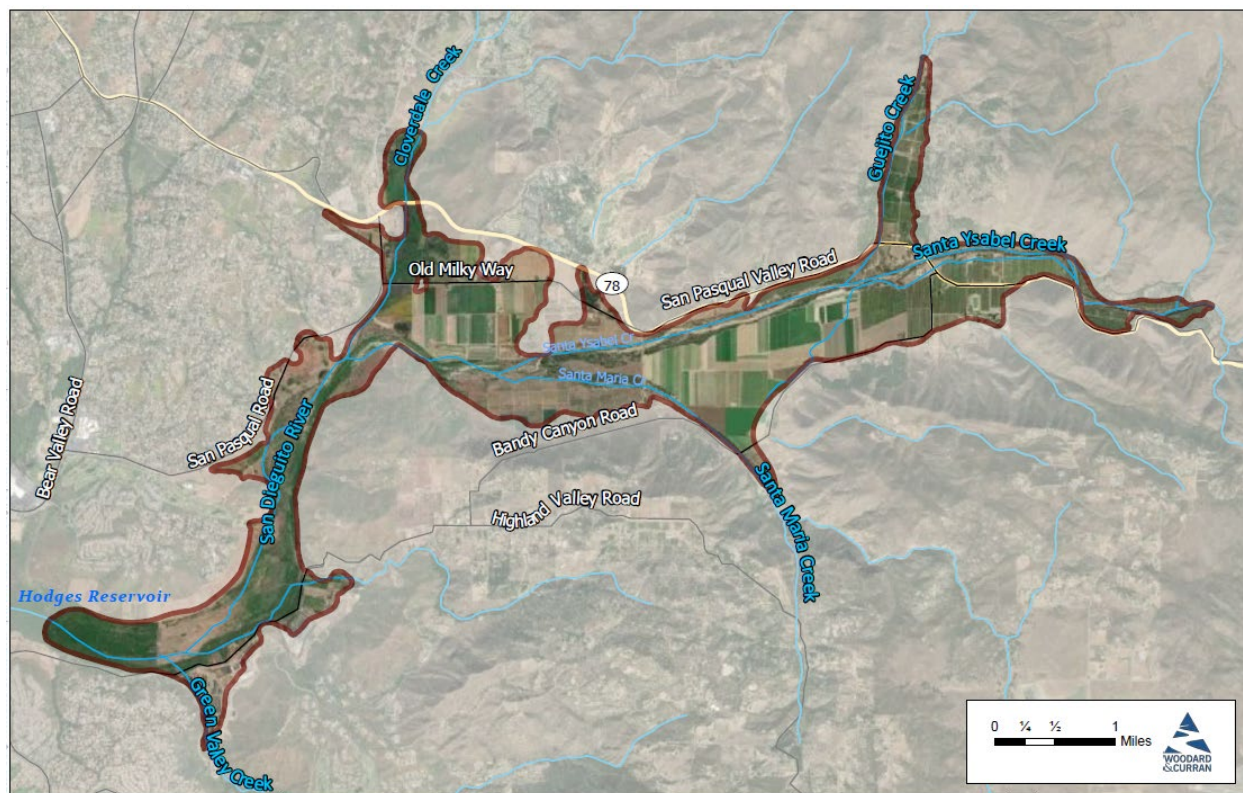 Cloverdale Creek
Guejito Creek
Santa Ysabel Creek
Old Milky Way
78
San Pasqual Valley Road
Santa Ysabel Cr
Santa Maria Cr
San Pasqual Road
Bear Valley Road
San Dieguito River
Bandy Canyon Road
Highland Valley Road
Santa Maria Creek
Hodges Reservoir
Green Valley Creek
0 ¼ ½ 1
Miles
WOODARD
&CURRAN